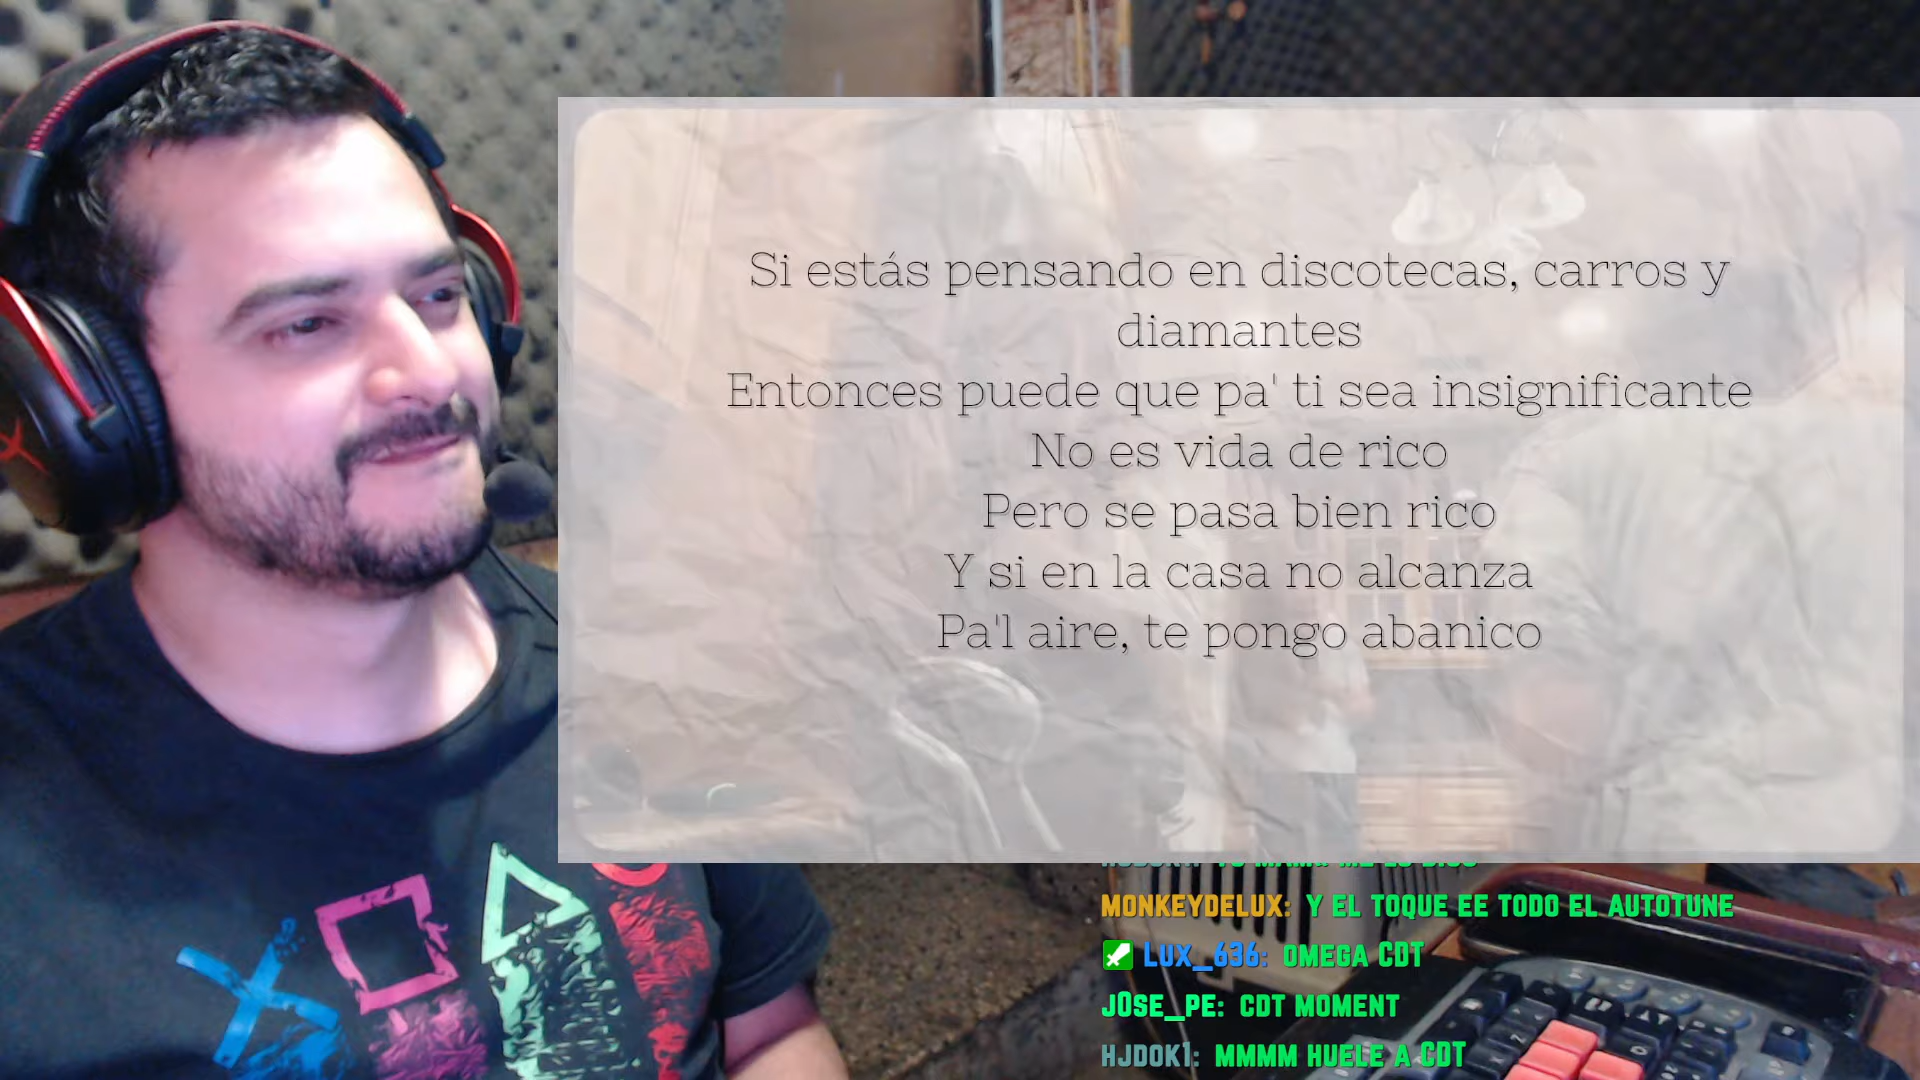 Si estás pensando en discotecas, carros y
diamantes
Entonces puede que pa' ti sea insignificante
No es vida de rico
Pero se pasa bien rico
Y si en la casa no alcanza
Pa'l aire, te pongo abanico
MONKEYDELUX: Y EL TOQUE EE TODO EL AUTOTUNE
LUX_636: OMEGA CDT
J0SE_PE: CDT MOMENT
HJDOK1: MMMM HUELE A CDT